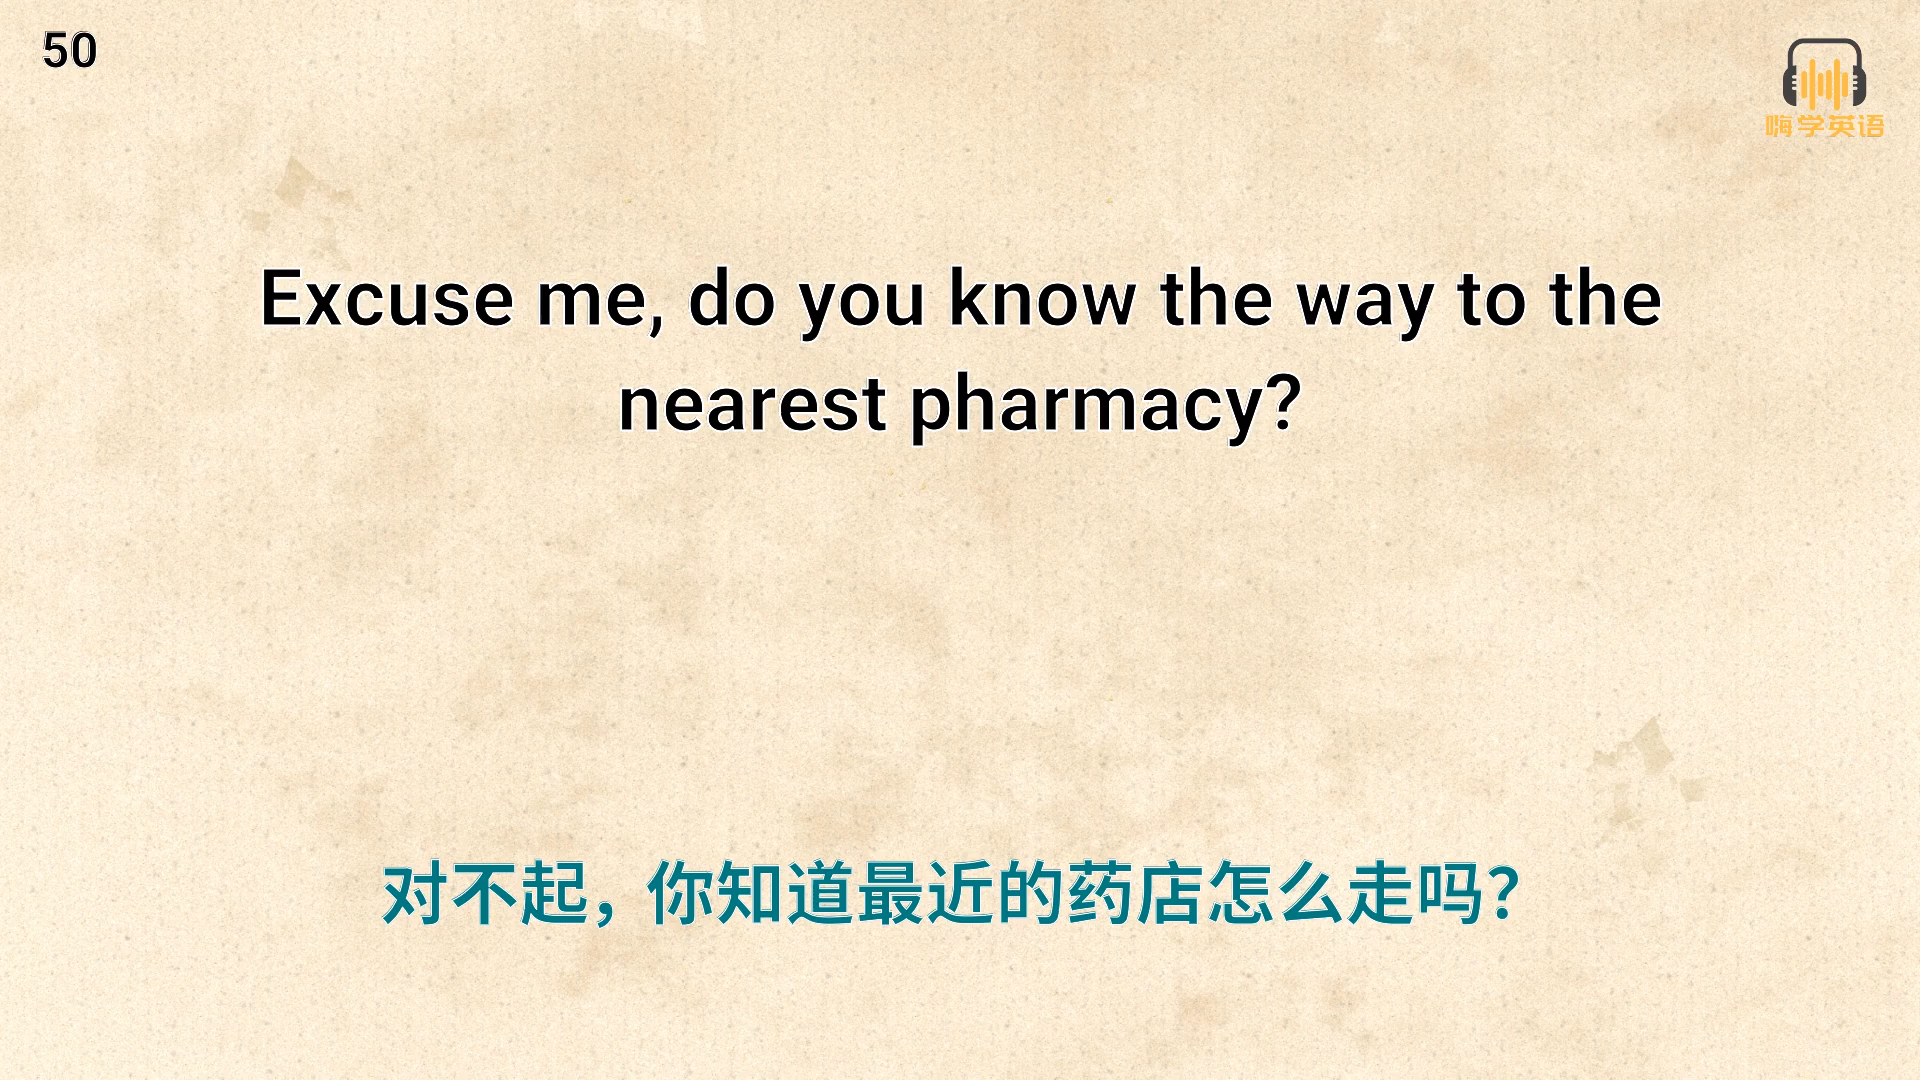 50
嗨学英语
Excuse me, do you know the way to the
nearest pharmacy?
对不起，你知道最近的药店怎么走吗？